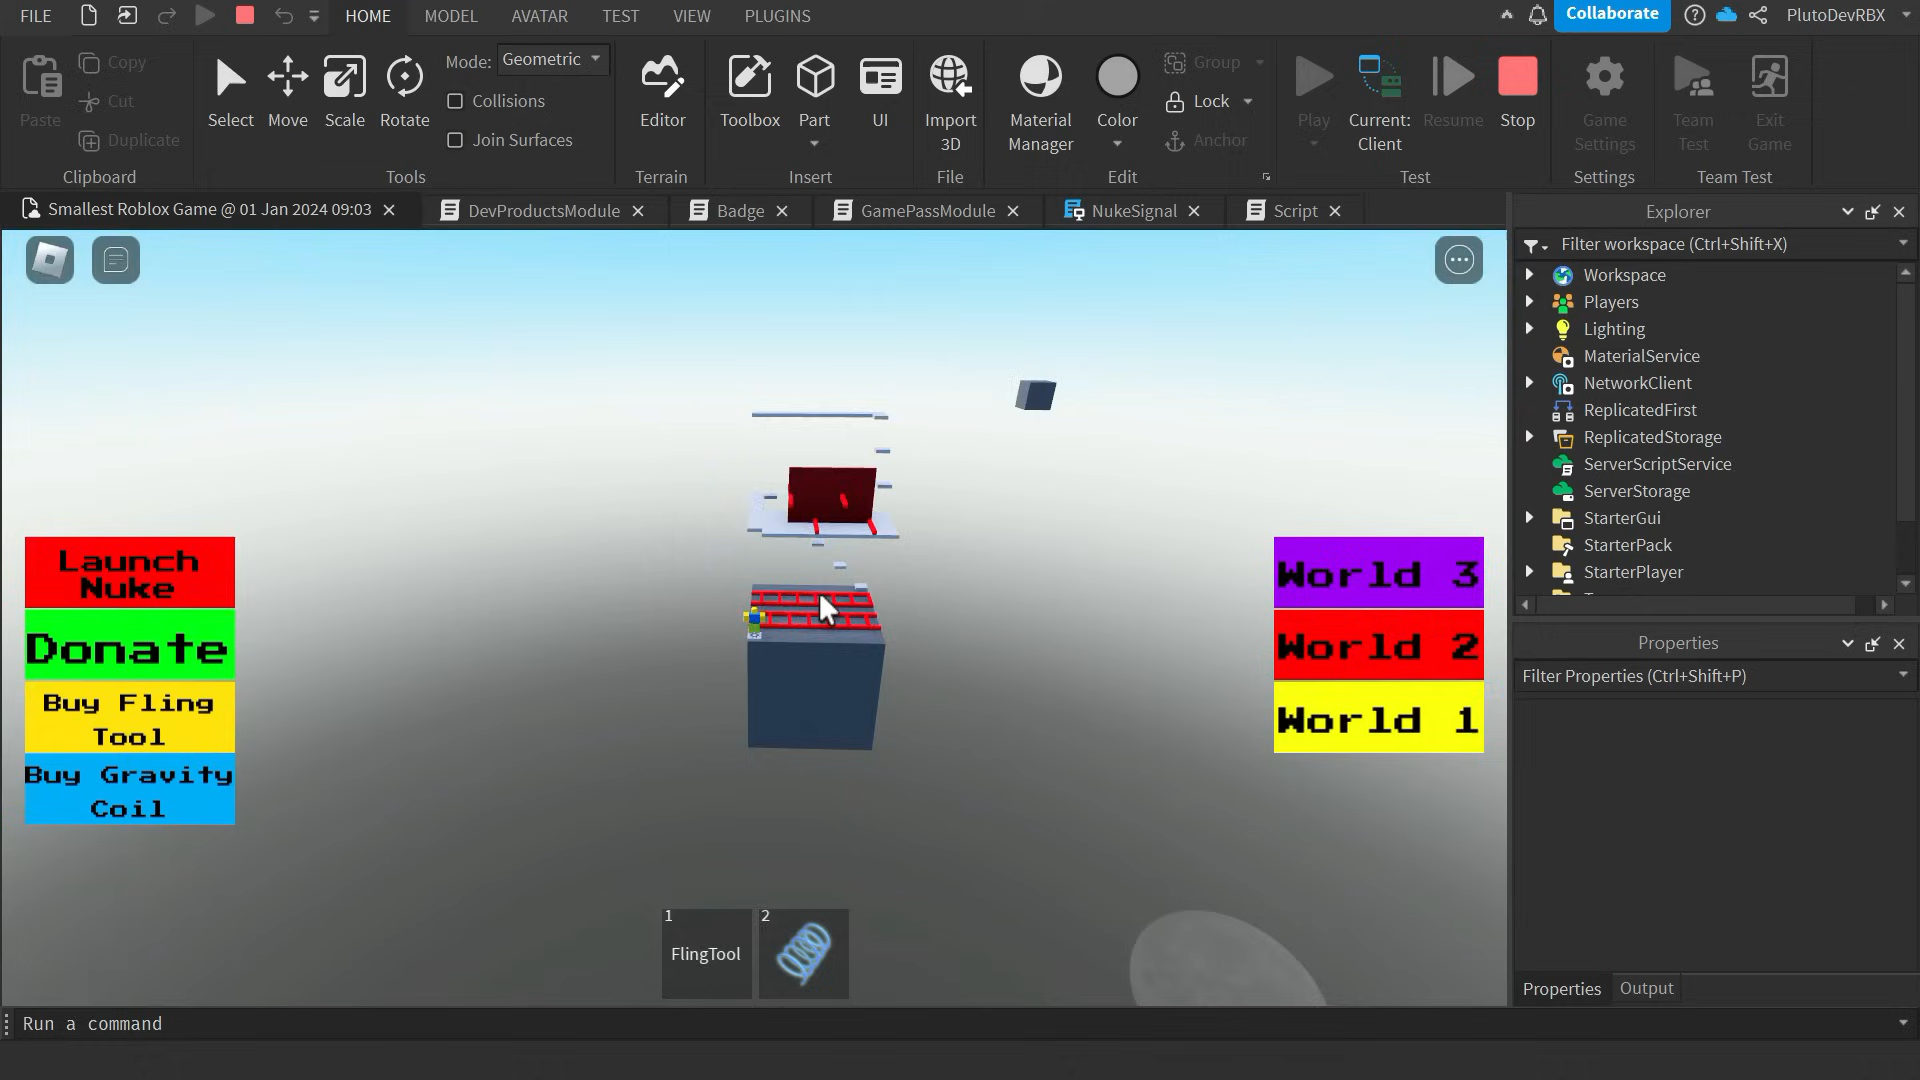 FILE
HOME
MODEL
AVATAR
TEST
VIEW
PLUGINS
Collaborate
PlutoDevRBX
Paste
Copy
Cut
Duplicate
Clipboard
Select
Move
Scale
Rotate
Mode: Geometric
Collisions
Join Surfaces
Tools
Editor
Terrain
Toolbox
Part
UI
Insert
Import
3D
File
Material
Manager
Color
Group
Lock
Anchor
Edit
Play
Current:
Client
Resume
Stop
Test
Game
Settings
Settings
Team
Test
Exit
Game
Team Test
Smallest Roblox Game @ 01 Jan 2024 09:03
DevProductsModule
Badge
GamePassModule
NukeSignal
Script
Launch
Nuke
Donate
Buy Fling
Tool
Buy Gravity
Coil
World 3
World 2
World 1
1
FlingTool
2
Explorer
Filter workspace (Ctrl+Shift+X)
Workspace
Players
Lighting
MaterialService
NetworkClient
ReplicatedFirst
ReplicatedStorage
ServerScriptService
ServerStorage
StarterGui
StarterPack
StarterPlayer
Properties
Filter Properties (Ctrl+Shift+P)
Properties
Output
Run a command